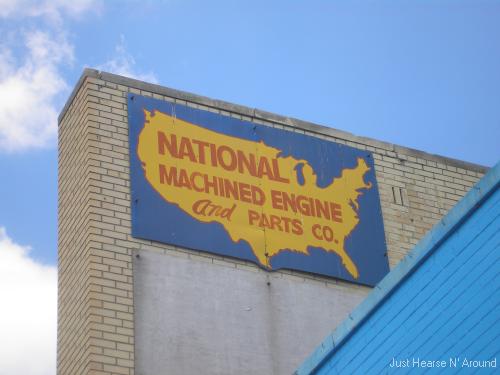 NATIONAL
MACHINED ENGINE
and PARTS CO.
Just Hearse N' Around